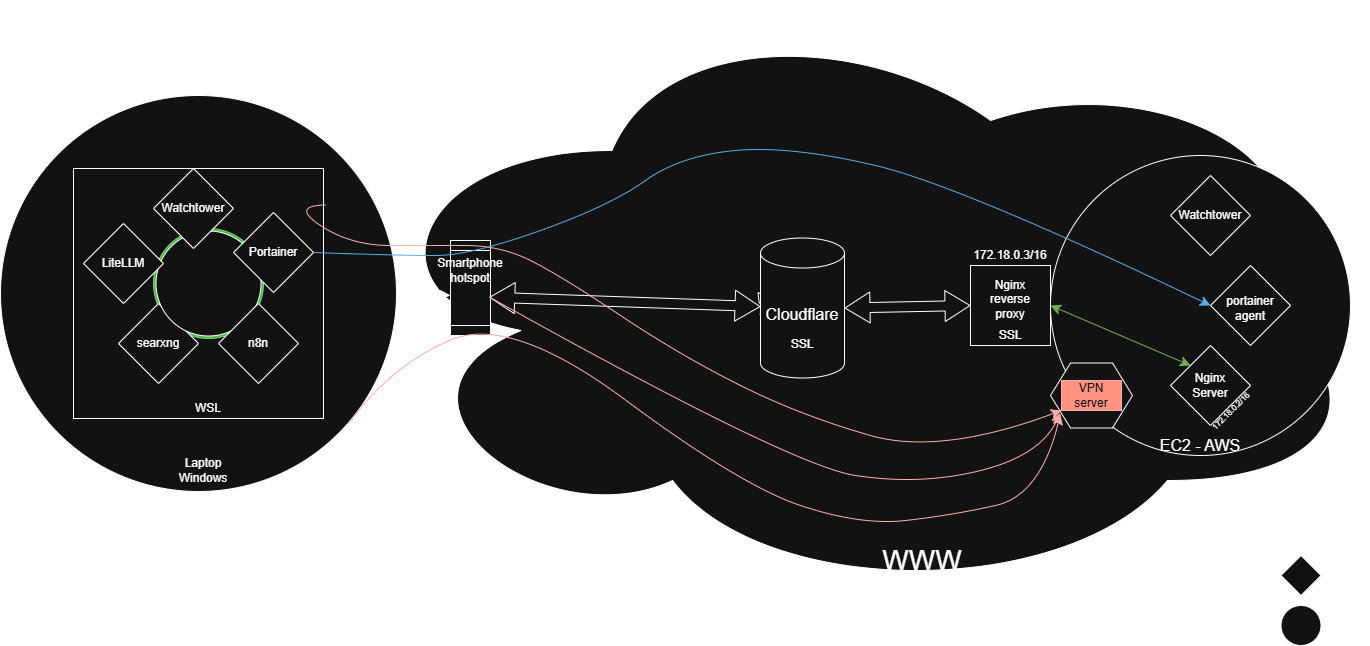 Watchtower
LiteLLM
Portainer
searxng
n8n
WSL
Laptop
Windows
Smartphone
hotspot
Cloudflare
SSL
172.18.0.3/16
Nginx
reverse
proxy
SSL
Watchtower
portainer
agent
Nginx
Server
172.18.0.2/16
VPN
server
EC2 - AWS
WWW